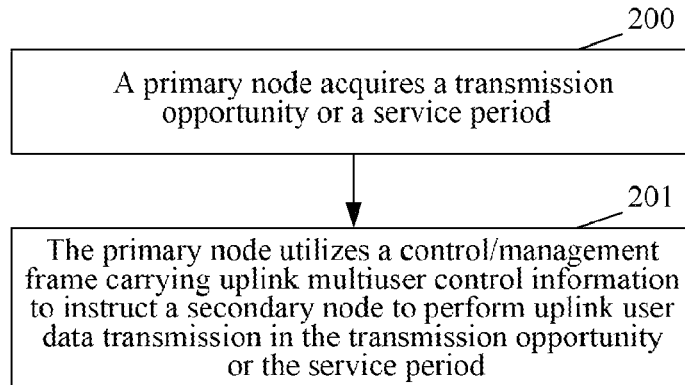 200
A primary node acquires a transmission
opportunity or a service period
201
The primary node utilizes a control/management
frame carrying uplink multiuser control information
to instruct a secondary node to perform uplink user
data transmission in the transmission opportunity
or the service period